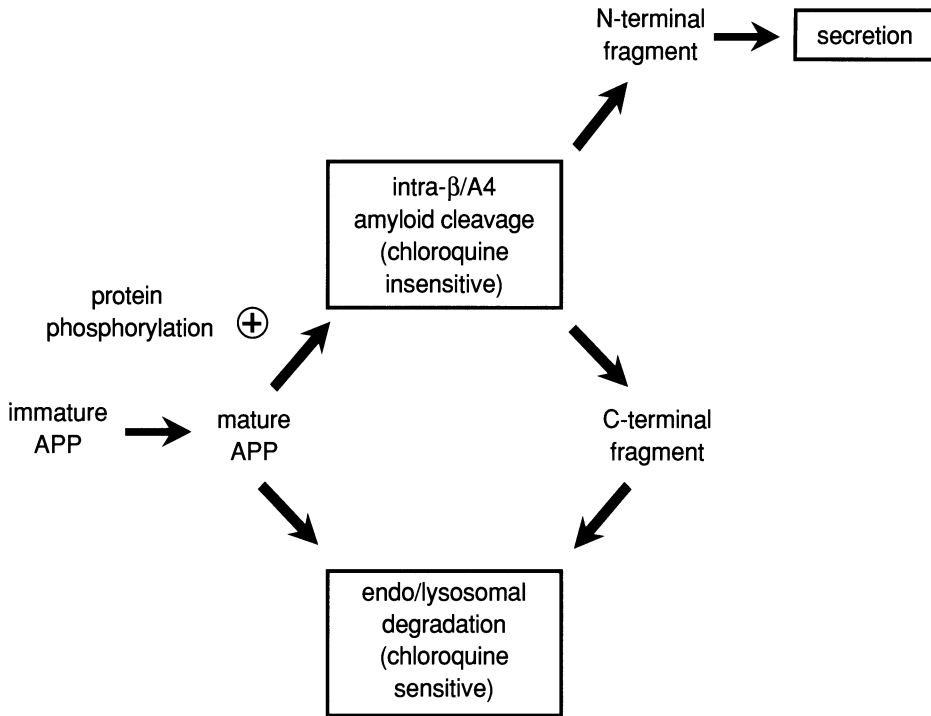 N-terminal
fragment
secretion
intra-β/A4
amyloid cleavage
(chloroquine
insensitive)
protein
phosphorylation
+
immature
APP
mature
APP
C-terminal
fragment
endo/lysosomal
degradation
(chloroquine
sensitive)